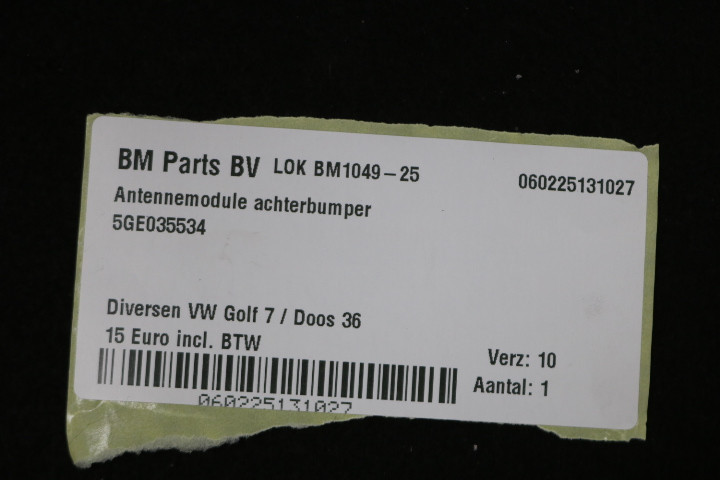 BM Parts BV LOK BM1049-25 060225131027
Antennemodule achterbumper
5GE035534
Diversen VW Golf 7 / Doos 36
15 Euro incl. BTW
Verz: 10
Aantal: 1
060225131027